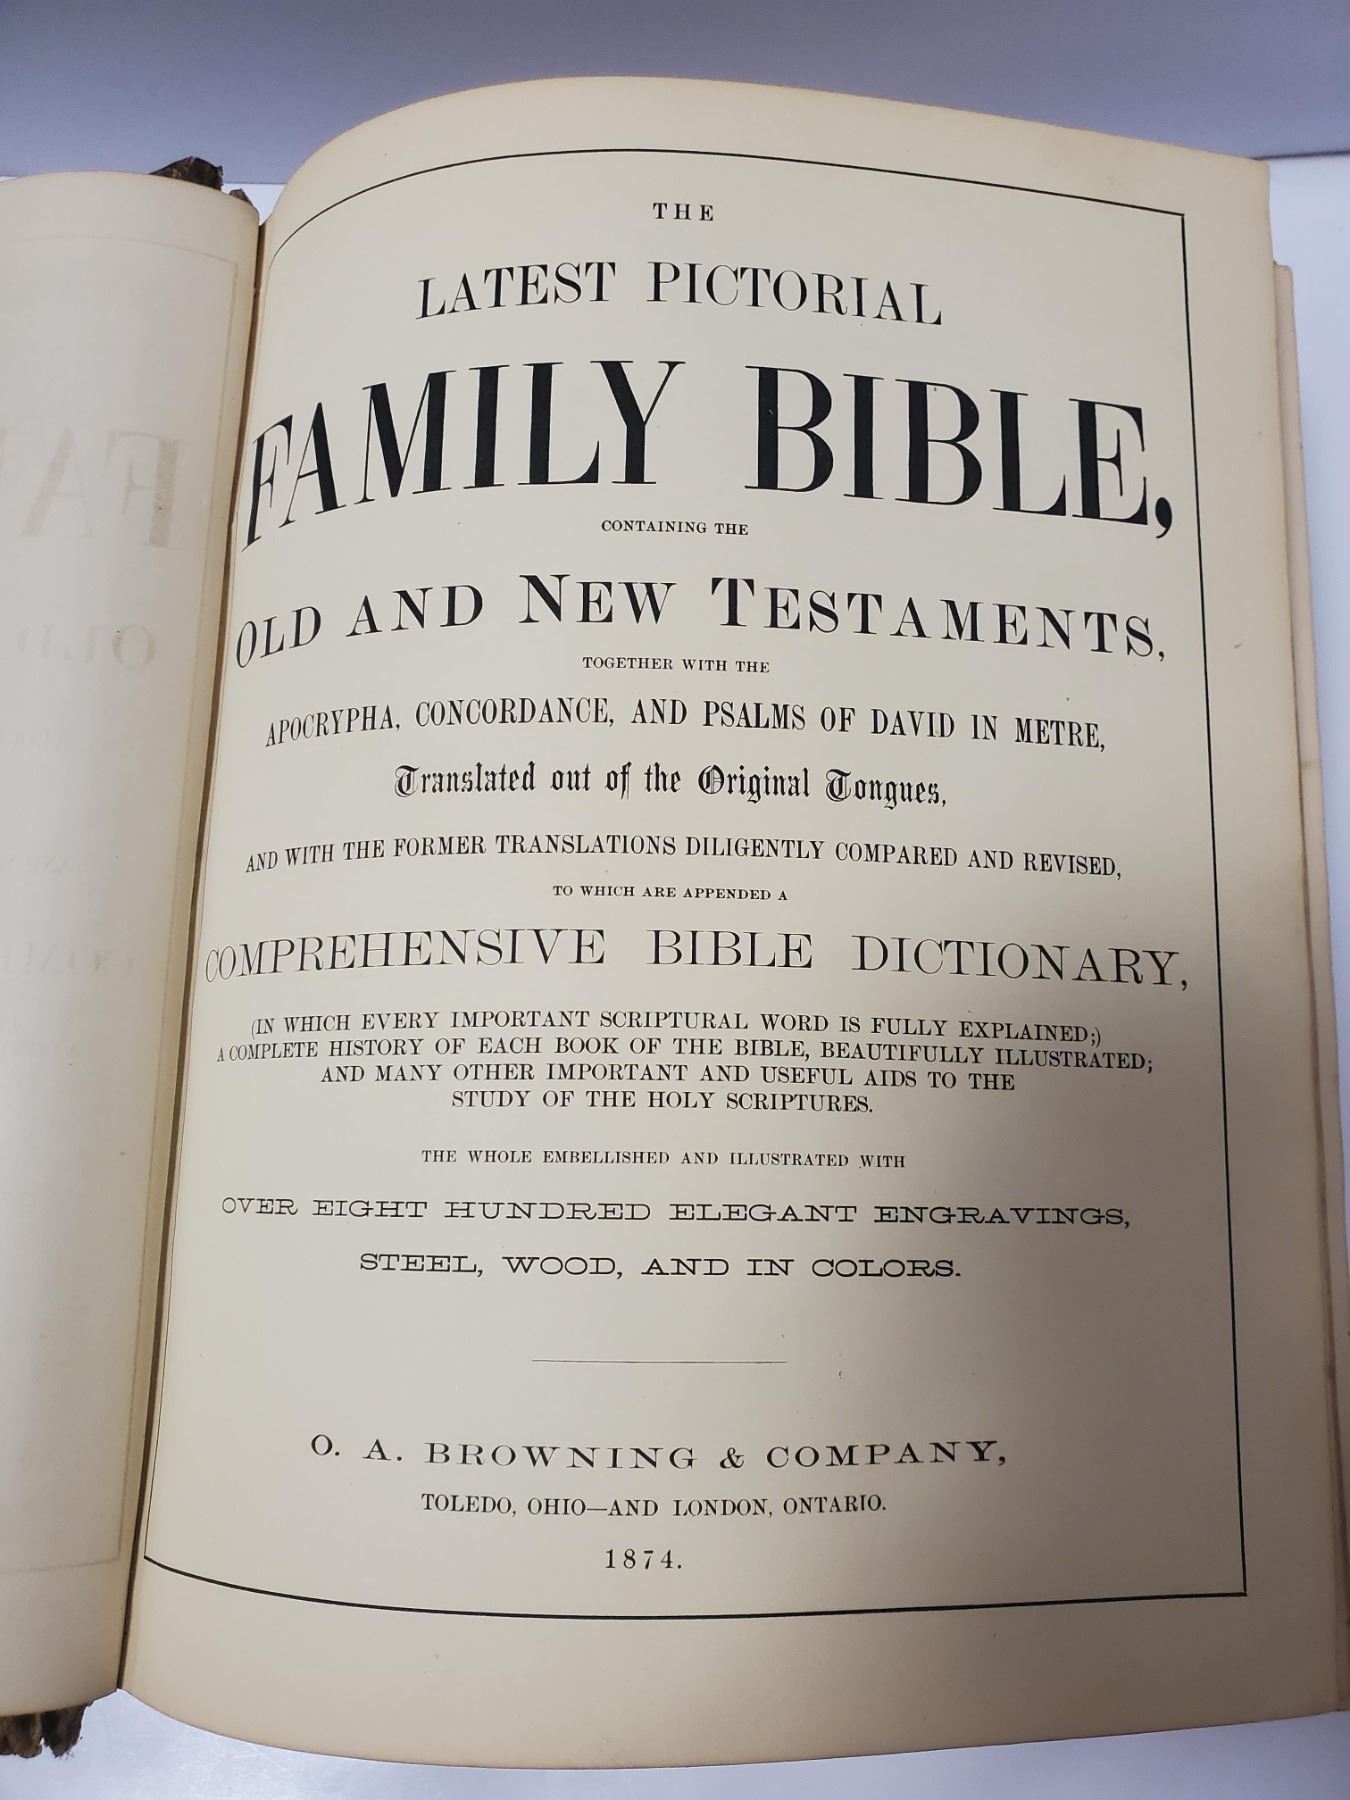 THE
LATEST PICTORIAL
FAMILY BIBLE,
CONTAINING THE
OLD AND NEW TESTAMENTS,
TOGETHER WITH THE
APOCRYPHA, CONCORDANCE, AND PSALMS OF DAVID IN METRE,
Translated out of the Original Tongues,
AND WITH THE FORMER TRANSLATIONS DILIGENTLY COMPARED AND REVISED,
TO WHICH ARE APPENDED A
COMPREHENSIVE BIBLE DICTIONARY,
(IN WHICH EVERY IMPORTANT SCRIPTURAL WORD IS FULLY EXPLAINED;)
A COMPLETE HISTORY OF EACH BOOK OF THE BIBLE, BEAUTIFULLY ILLUSTRATED;
AND MANY OTHER IMPORTANT AND USEFUL AIDS TO THE
STUDY OF THE HOLY SCRIPTURES.
THE WHOLE EMBELLISHED AND ILLUSTRATED WITH
OVER EIGHT HUNDRED ELEGANT ENGRAVINGS,
STEEL, WOOD, AND IN COLORS.
O. A. BROWNING & COMPANY,
TOLEDO, OHIO—AND LONDON, ONTARIO.
1874.